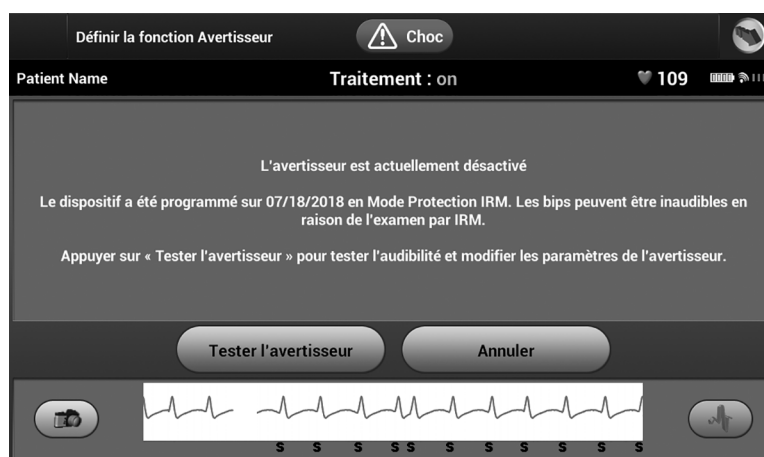 Définir la fonction Avertisseur
Choc
Patient Name
Traitement : on
109
L'avertisseur est actuellement désactivé
Le dispositif a été programmé sur 07/18/2018 en Mode Protection IRM. Les bips peuvent être inaudibles en
raison de l'examen par IRM.
Appuyer sur « Tester l'avertisseur » pour tester l'audibilité et modifier les paramètres de l'avertisseur.
Tester l'avertisseur
Annuler
S S S S S S S S S S S